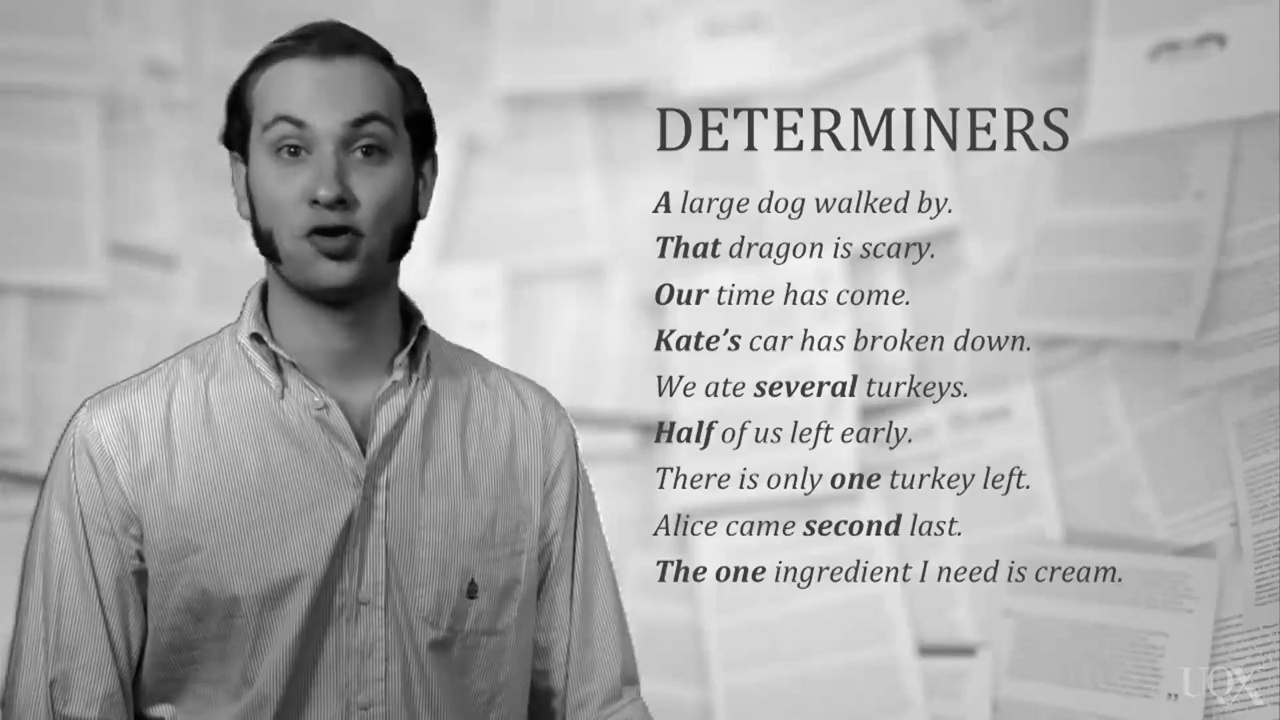 DETERMINERS
A large dog walked by.
That dragon is scary.
Our time has come.
Kate's car has broken down.
We ate several turkeys.
Half of us left early.
There is only one turkey left.
Alice came second last.
The one ingredient I need is cream.
UQx